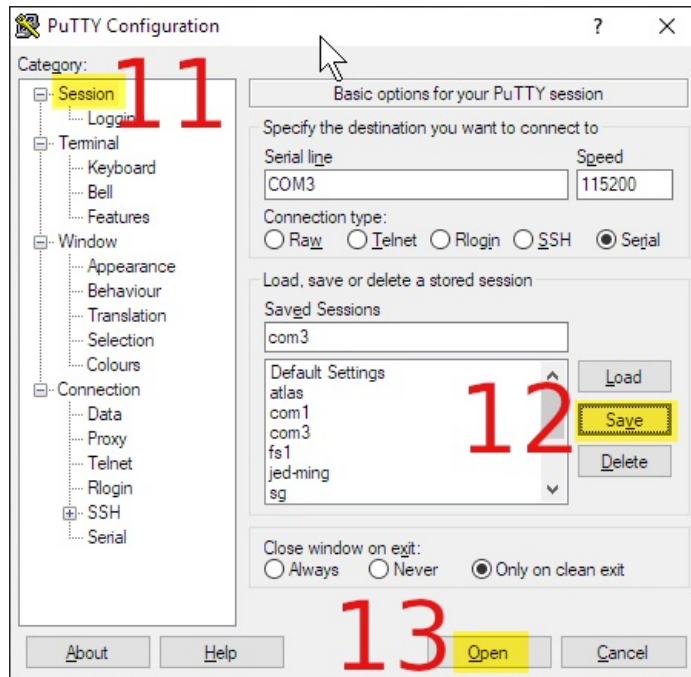 PuTTY Configuration
?
Category:
11
Session
Loggin
Terminal
Keyboard
Bell
Features
Window
Appearance
Behaviour
Translation
Selection
Colours
Connection
Data
Proxy
Telnet
Rlogin
SSH
Serial
Basic options for your PuTTY session
Specify the destination you want to connect to
Serial line Speed
COM3 115200
Connection type:
Raw Telnet Rlogin SSH Serial
Load, save or delete a stored session
Saved Sessions
com3
Default Settings
atlas
com1
com3
fs1
jed-ming
sg
Load
12
Save
Delete
Close window on exit:
Always Never Only on clean exit
13
About Help Open Cancel